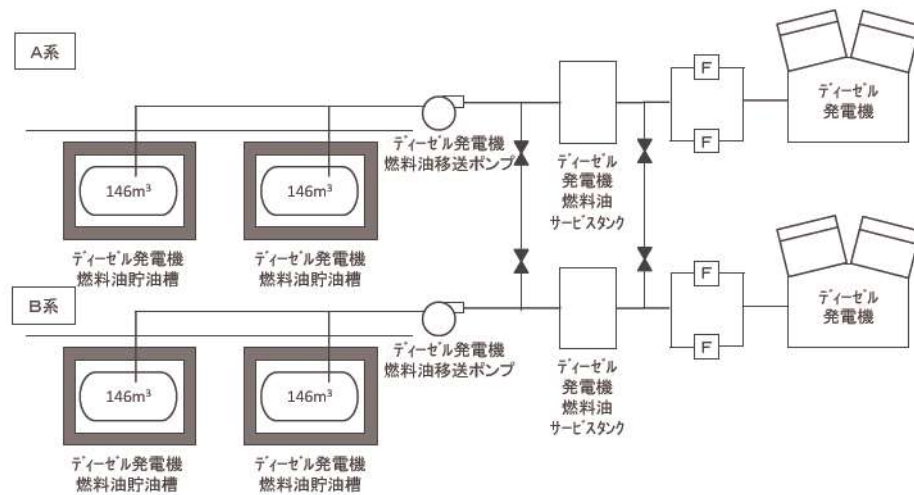 A系
F
F
ディーゼル
発電機
ディーゼル発電機
燃料油移送ポンプ
ディーゼル
発電機
燃料油
サービスタンク
146m³
146m³
ディーゼル発電機
燃料油貯油槽
ディーゼル発電機
燃料油貯油槽
B系
F
F
ディーゼル
発電機
ディーゼル発電機
燃料油移送ポンプ
ディーゼル
発電機
燃料油
サービスタンク
146m³
146m³
ディーゼル発電機
燃料油貯油槽
ディーゼル発電機
燃料油貯油槽